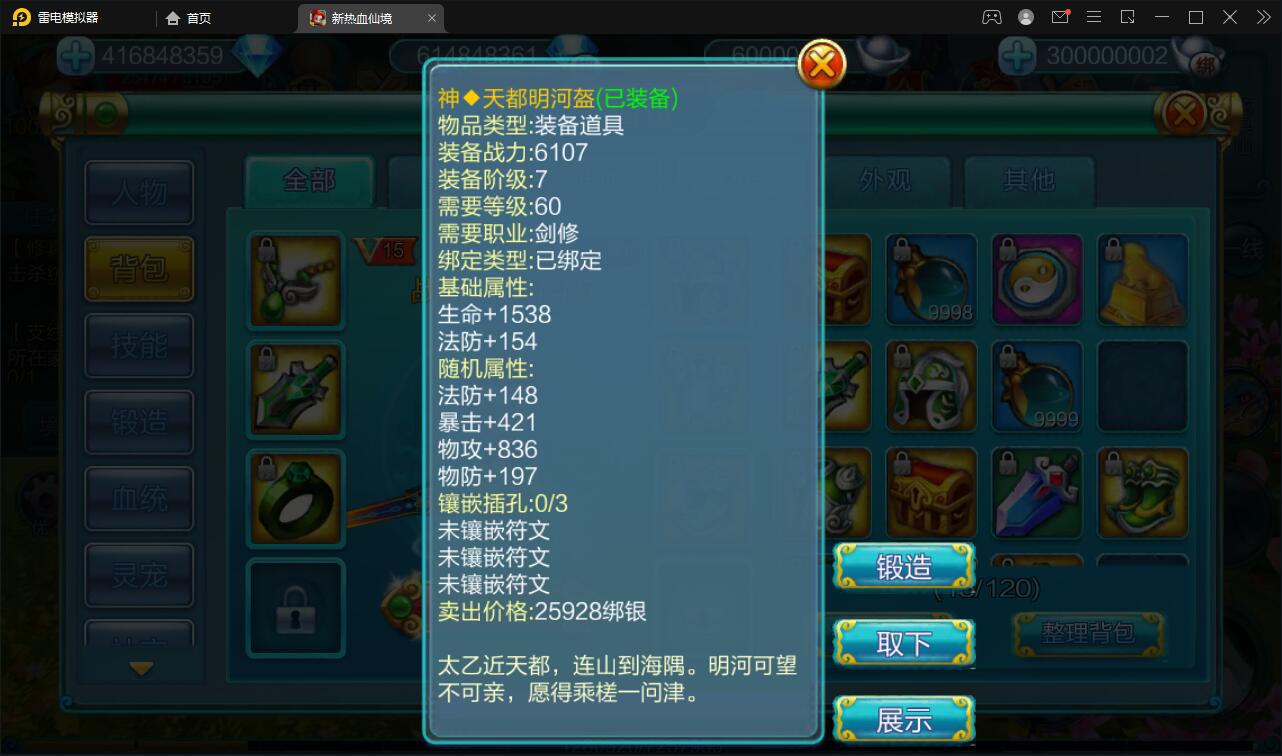 雷电模拟器
首页
新热血仙境
416848359
614848361
300000002
绑
神◆天都明河盔(已装备)
物品类型:装备道具
装备战力:6107
装备阶级:7
需要等级:60
需要职业:剑修
绑定类型:已绑定
基础属性:
生命+1538
法防+154
随机属性:
法防+148
暴击+421
物攻+836
物防+197
镶嵌插孔:0/3
未镶嵌符文
未镶嵌符文
未镶嵌符文
卖出价格:25928绑银
太乙近天都，连山到海隅。明河可望
不可亲，愿得乘槎一问津。
人物
背包
技能
锻造
血统
灵宠
全部
外观
其他
V15
9998
9999
锻造
取下
展示
整理背包